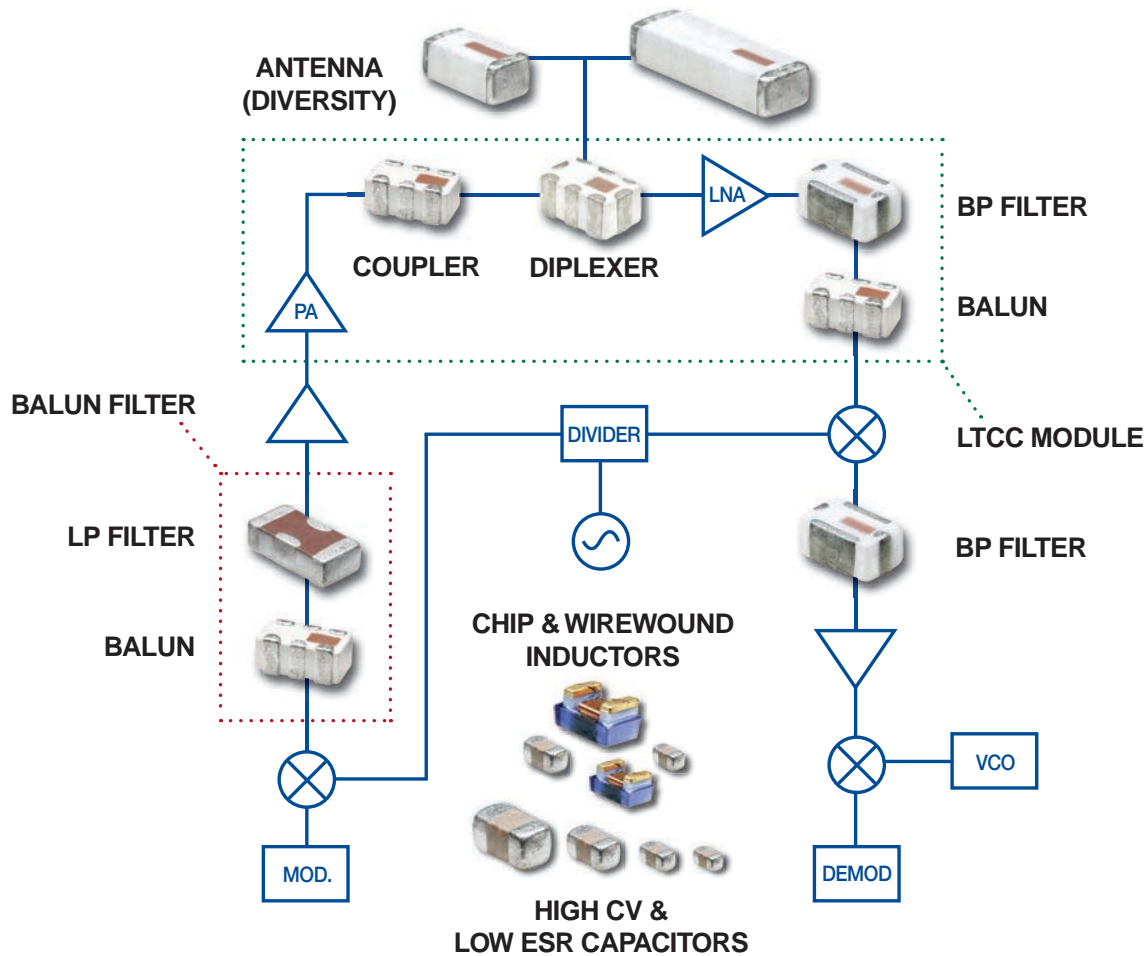 ANTENNA
(DIVERSITY)
LNA
BP FILTER
COUPLER
DIPLEXER
PA
BALUN
BALUN FILTER
DIVIDER
LTCC MODULE
LP FILTER
BP FILTER
CHIP & WIREWOUND
INDUCTORS
BALUN
VCO
MOD.
DEMOD
HIGH CV &
LOW ESR CAPACITORS